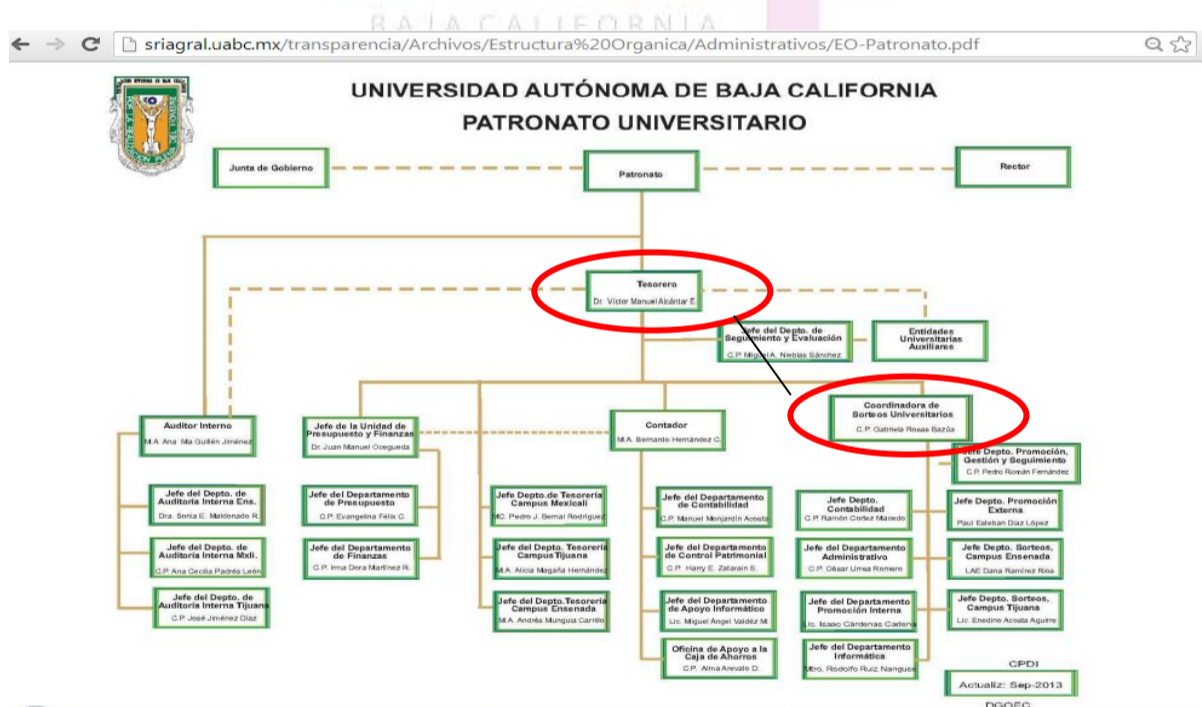 BAJA CALIFORNIA
sriagral.uabc.mx/transparencia/Archivos/Estructura%20Organica/Administrativos/EO-Patronato.pdf
UNIVERSIDAD AUTÓNOMA DE BAJA CALIFORNIA
PATRONATO UNIVERSITARIO
Junta de Gobierno
Patronato
Rector
Tesorero
Dr. Víctor Manuel Alcántar E.
Jefe del Depto. de
Seguimiento y Evaluación
C.P. Miguel A. Nieblas Sánchez
Entidades
Universitarias
Auxiliares
Auditor Interno
M.A. Ana Ma Guillén Jiménez
Jefe de la Unidad de
Presupuesto y Finanzas
Dr. Juan Manuel Ocegueda
Contador
M.A. Bernardo Hernández C.
Coordinadora de
Sorteos Universitarios
C.P. Gabriela Rosas Bazúa
Jefe Depto. Promoción,
Gestión y Seguimiento
C.P. Pedro Román Fernández
Jefe del Depto. de
Auditoría Interna Ens.
Dra. Sonia E. Maldonado R.
Jefe del Depto. de
Auditoría Interna Mxli.
C.P. Ana Cecilia Padrés León
Jefe del Depto. de
Auditoría Interna Tijuana
C.P. José Jiménez Díaz
Jefe del Departamento
de Presupuesto
C.P. Evangelina Félix C.
Jefe del Departamento
de Finanzas
C.P. Irma Dora Martínez R.
Jefe Depto.de Tesorería
Campus Mexicali
MC. Pedro J. Bernal Rodríguez
Jefe del Depto. Tesorería
Campus Tijuana
M.A. Alicia Magaña Hernández
Jefe del Depto.Tesorería
Campus Ensenada
M.A. Andrés Munguía Carrillo
Jefe del Departamento
de Contabilidad
C.P. Manuel Monjardín Acosta
Jefe del Departamento
de Control Patrimonial
C.P. Harry E. Zatarain B.
Jefe del Departamento
de Apoyo Informático
Lic. Miguel Ángel Valdéz M.
Oficina de Apoyo a la
Caja de Ahorros
C.P. Alma Arevalo D.
Jefe Depto.
Contabilidad
C.P. Ramón Cortez Macedo
Jefe del Departamento
Administrativo
C.P. César Urrea Romero
Jefe del Departamento
Promoción Interna
Lic. Isaac Cárdenas Cadena
Jefe del Departamento
Informática
Mtro. Rodolfo Ruiz Nanguse
Jefe Depto. Promoción
Externa
Paul Esteban Díaz López
Jefe Depto. Sorteos,
Campus Ensenada
LAE Dana Ramírez Ríos
Jefe Depto. Sorteos,
Campus Tijuana
Lic. Enedino Acosta Aguirre
CPDI
Actualiz: Sep-2013